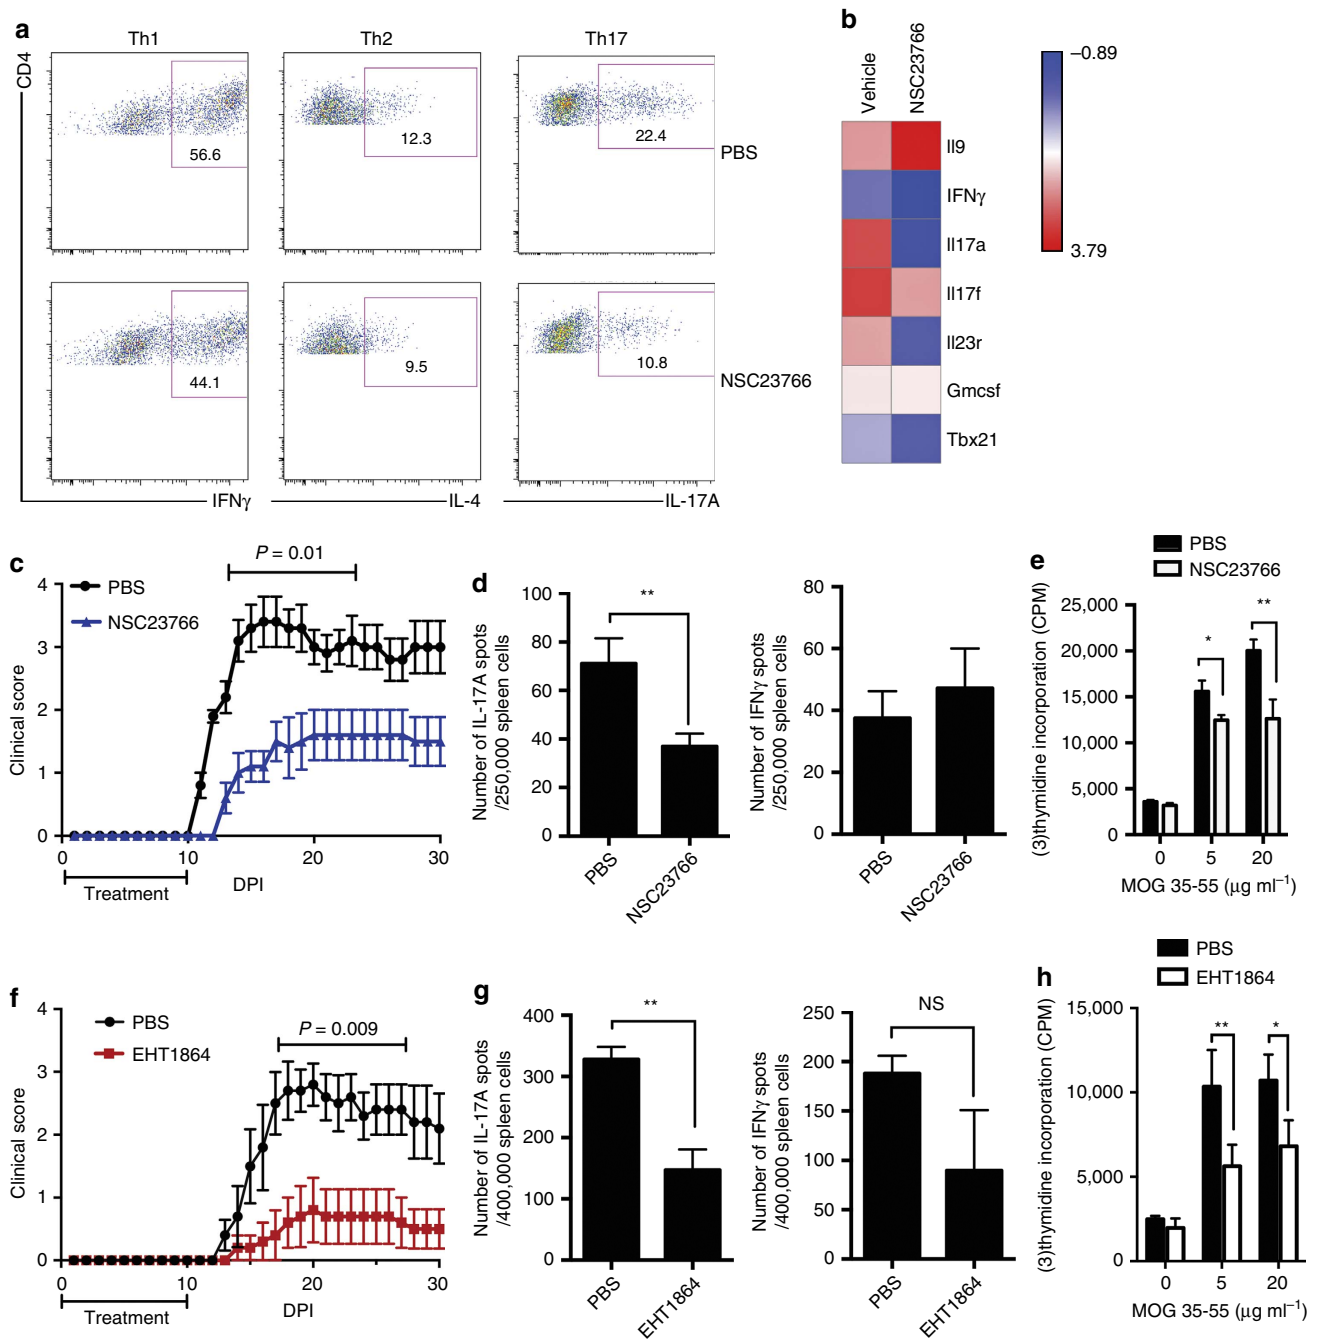 a
Th1
Th2
Th17
CD4
56.6
12.3
22.4
PBS
44.1
9.5
10.8
NSC23766
IFNγ
IL-4
IL-17A
b
Vehicle
NSC23766
Il9
IFNγ
Il17a
Il17f
Il23r
Gmcsf
Tbx21
–0.89
3.79
c
P = 0.01
PBS
NSC23766
Clinical score
4
3
2
1
0
0
10
20
30
Treatment
DPI
d
Number of IL-17A spots
/250,000 spleen cells
100
80
60
40
20
0
**
PBS
NSC23766
Number of IFNγ spots
/250,000 spleen cells
80
60
40
20
0
PBS
NSC23766
e
PBS
NSC23766
(3)thymidine incorporation (CPM)
25,000
20,000
15,000
10,000
5,000
0
*
**
0
5
20
MOG 35-55 (μg ml⁻¹)
f
P = 0.009
PBS
EHT1864
Clinical score
4
3
2
1
0
0
10
20
30
Treatment
DPI
g
Number of IL-17A spots
/400,000 spleen cells
400
300
200
100
0
**
PBS
EHT1864
Number of IFNγ spots
/400,000 spleen cells
250
200
150
100
50
0
NS
PBS
EHT1864
h
PBS
EHT1864
(3)thymidine incorporation (CPM)
15,000
10,000
5,000
0
**
*
0
5
20
MOG 35-55 (μg ml⁻¹)